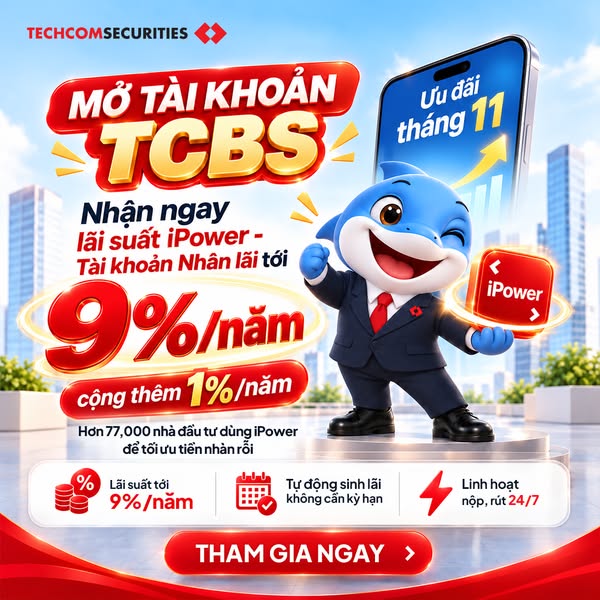 TECHCOMSECURITIES
MỞ TÀI KHOẢN
TCBS
Nhận ngay
lãi suất iPower -
Tài khoản Nhân lãi tới
9%/năm
cộng thêm 1%/năm
Hơn 77,000 nhà đầu tư dùng iPower
để tối ưu tiền nhàn rỗi
Ưu đãi
tháng 11
iPower
%
Lãi suất tới
9%/năm
Tự động sinh lãi
không cần kỳ hạn
Linh hoạt
nộp, rút 24/7
THAM GIA NGAY